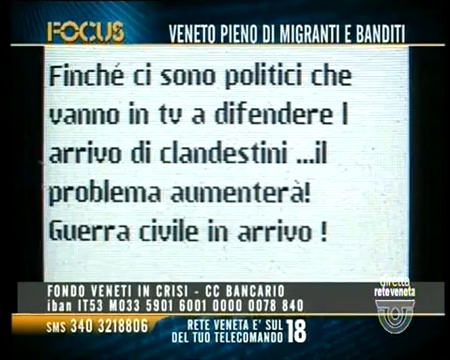 FOCUS
VENETO PIENO DI MIGRANTI E BANDITI
Finché ci sono politici che
vanno in tv a difendere l
arrivo di clandestini ...il
problema aumenterà!
Guerra civile in arrivo !
FONDO VENETI IN CRISI - CC BANCARIO
iban IT53 M033 5901 6001 0000 0078 840
diretta
reteveneta
SMS 340 3218806
RETE VENETA E' SUL 18
DEL TUO TELECOMANDO